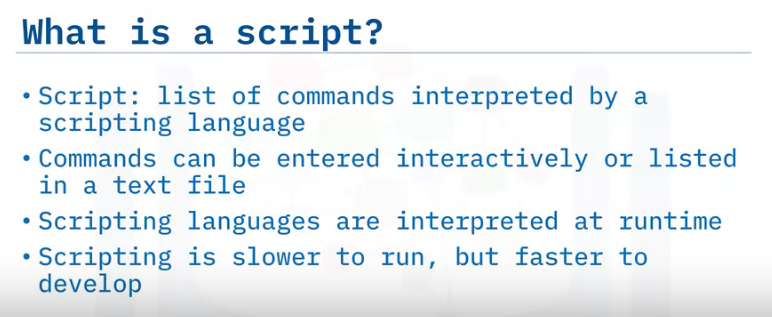 What is a script?
• Script: list of commands interpreted by a
scripting language
• Commands can be entered interactively or listed
in a text file
• Scripting languages are interpreted at runtime
• Scripting is slower to run, but faster to
develop